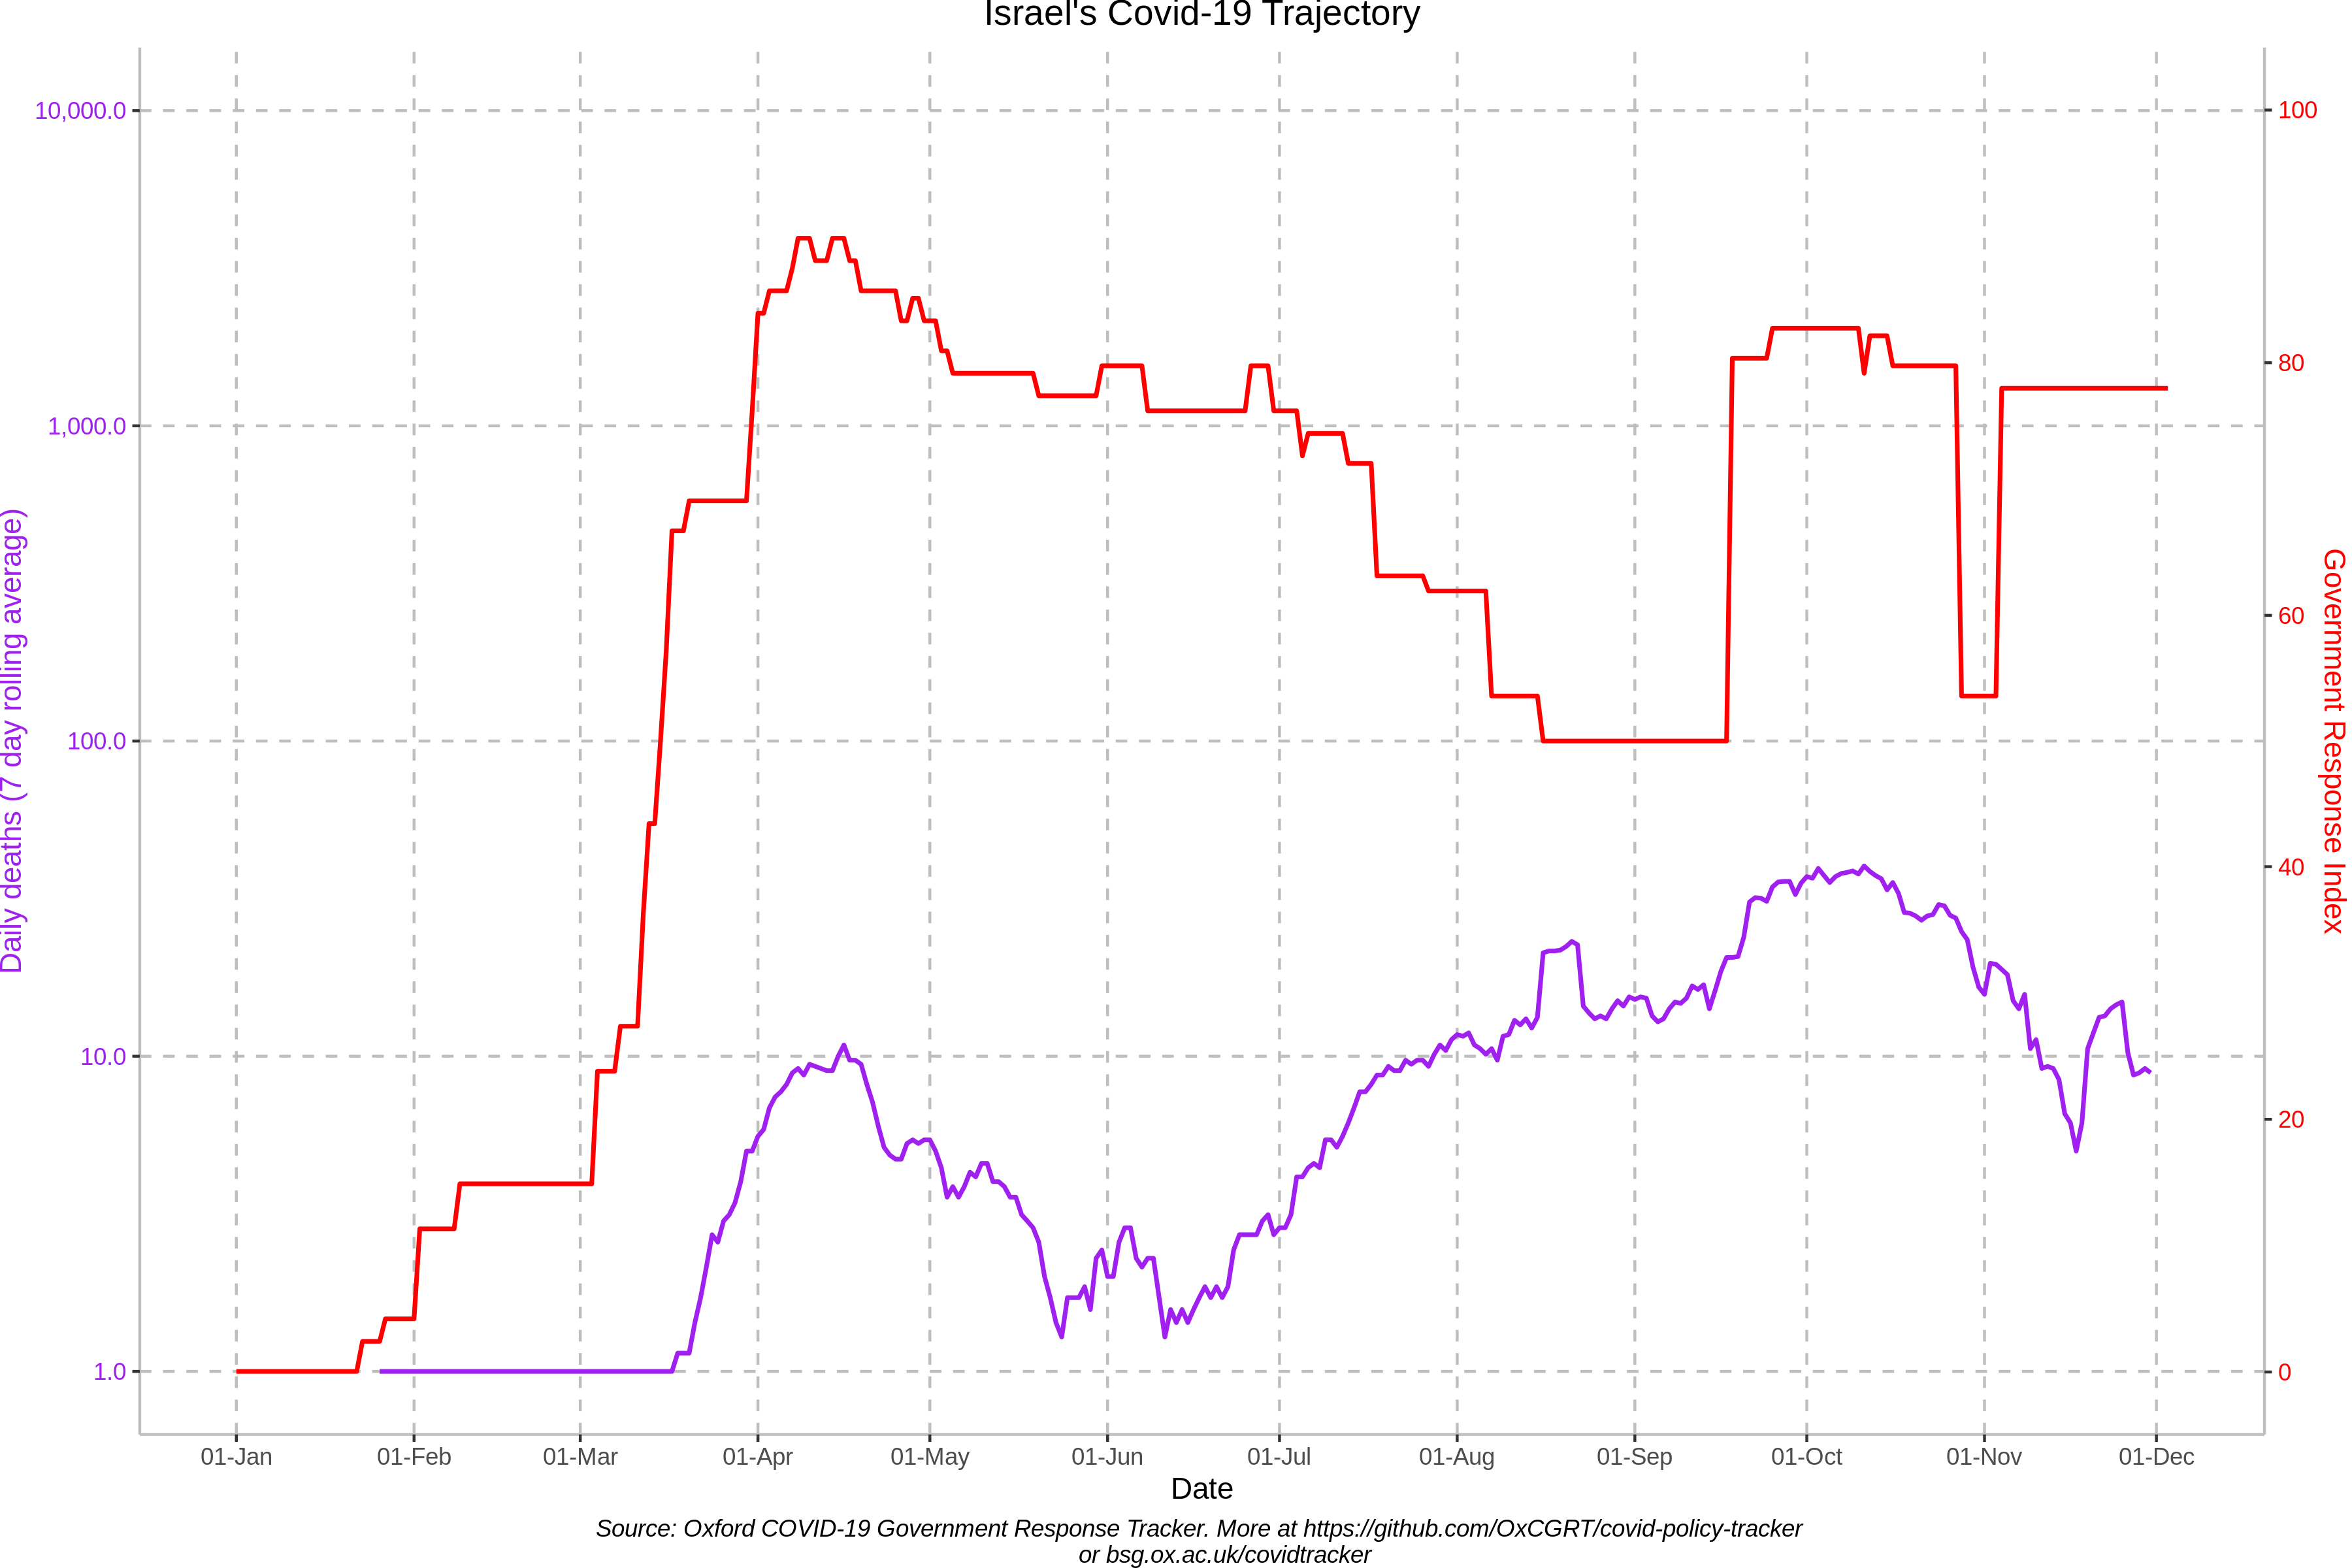 Israel's Covid-19 Trajectory
10,000.0
1,000.0
100.0
10.0
1.0
Daily deaths (7 day rolling average)
100
80
60
40
20
0
Government Response Index
01-Jan 01-Feb 01-Mar 01-Apr 01-May 01-Jun 01-Jul 01-Aug 01-Sep 01-Oct 01-Nov 01-Dec
Date
Source: Oxford COVID-19 Government Response Tracker. More at https://github.com/OxCGRT/covid-policy-tracker
or bsg.ox.ac.uk/covidtracker